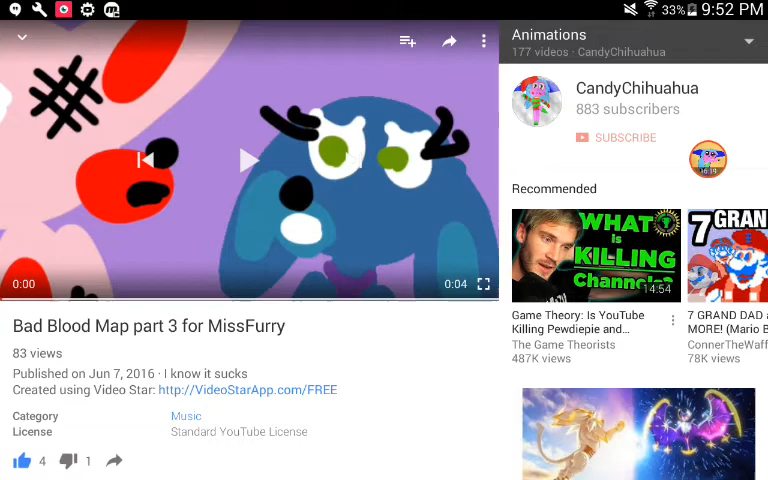 33% 9:52 PM
Animations
177 videos · CandyChihuahua
CandyChihuahua
883 subscribers
SUBSCRIBE
16:19
0:00
0:04
Recommended
WHAT
is
KILLING
Channels?
14:54
7 GRAN
Game Theory: Is YouTube
Killing Pewdiepie and...
The Game Theorists
487K views
7 GRAND DAD a
MORE! (Mario B
ConnerTheWaff
78K views
Bad Blood Map part 3 for MissFurry
83 views
Published on Jun 7, 2016 · I know it sucks
Created using Video Star: http://VideoStarApp.com/FREE
Category Music
License Standard YouTube License
4 1